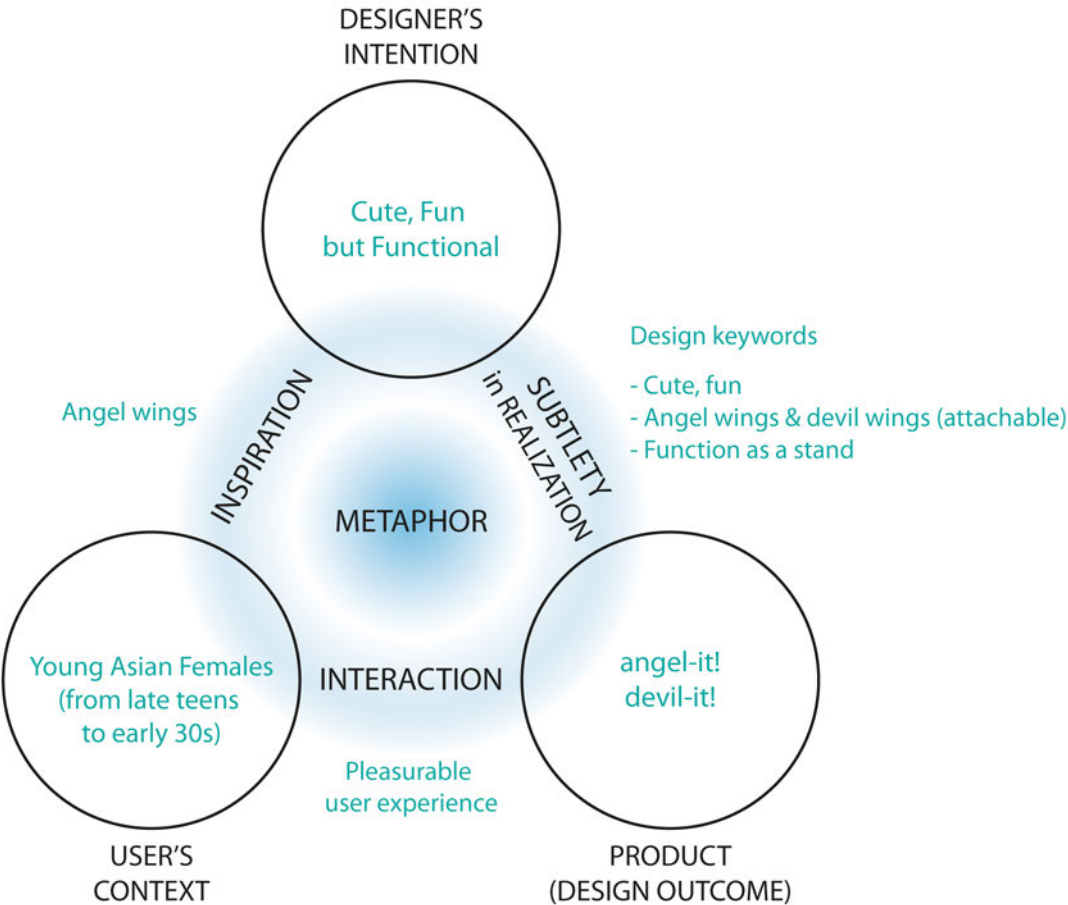 DESIGNER'S
INTENTION
Cute, Fun
but Functional
Design keywords
- Cute, fun
- Angel wings & devil wings (attachable)
- Function as a stand
Angel wings
INSPIRATION
SUBTLETY
in REALIZATION
METAPHOR
Young Asian Females
(from late teens
to early 30s)
INTERACTION
angel-it!
devil-it!
Pleasurable
user experience
USER'S
CONTEXT
PRODUCT
(DESIGN OUTCOME)